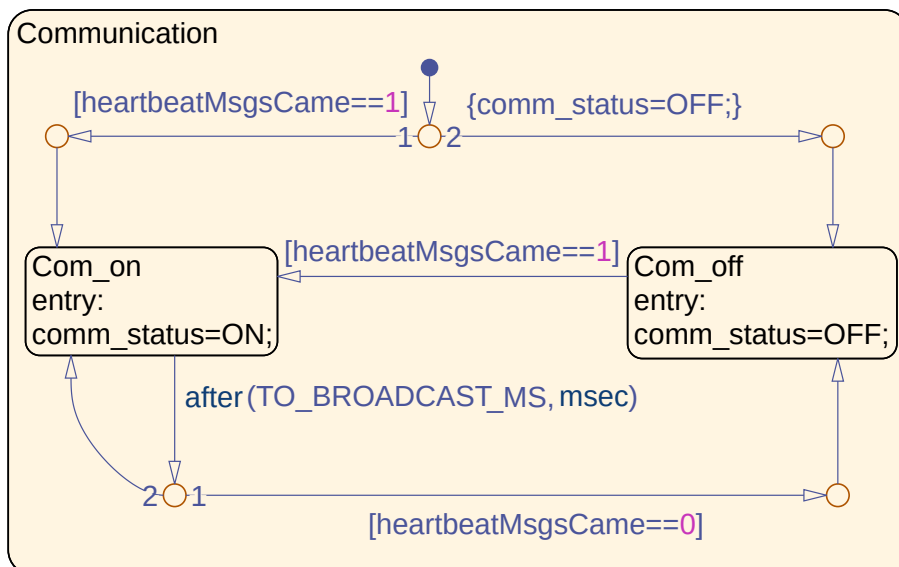 Communication
[heartbeatMsgsCame==1]
{comm_status=OFF;}
1
2
[heartbeatMsgsCame==1]
Com_on
entry:
comm_status=ON;
Com_off
entry:
comm_status=OFF;
after(TO_BROADCAST_MS, msec)
2
1
[heartbeatMsgsCame==0]